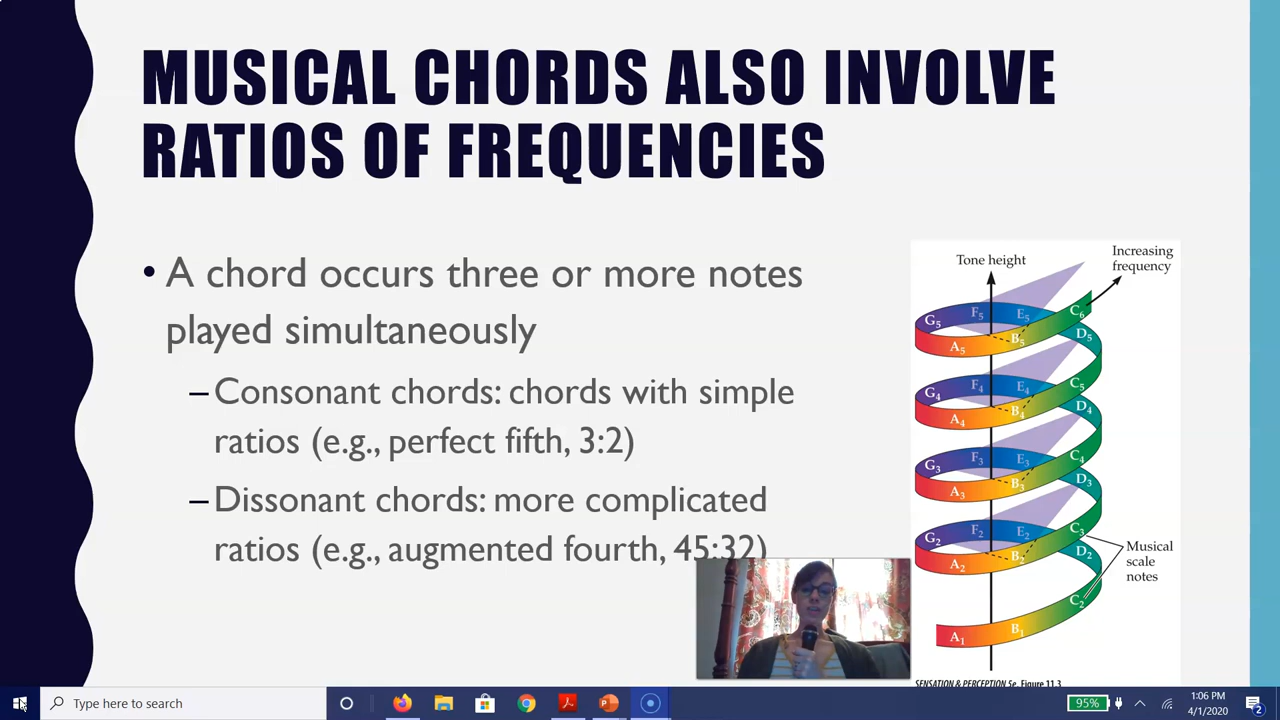 MUSICAL CHORDS ALSO INVOLVE
RATIOS OF FREQUENCIES
• A chord occurs three or more notes
played simultaneously
–Consonant chords: chords with simple
ratios (e.g., perfect fifth, 3:2)
–Dissonant chords: more complicated
ratios (e.g., augmented fourth, 45:32)
Tone height
Increasing
frequency
G5 F5 E5 C6
A5 B5 D5
G4 F4 E4 C5
A4 B4 D4
G3 F3 E3 C4
A3 B3 D3
G2 F2 E2 C3
A2 B2 D2
Musical
scale
notes
C2
A1 B1
SENSATION & PERCEPTION 5e, Figure 11.3
Type here to search
95%
1:06 PM
4/1/2020
2